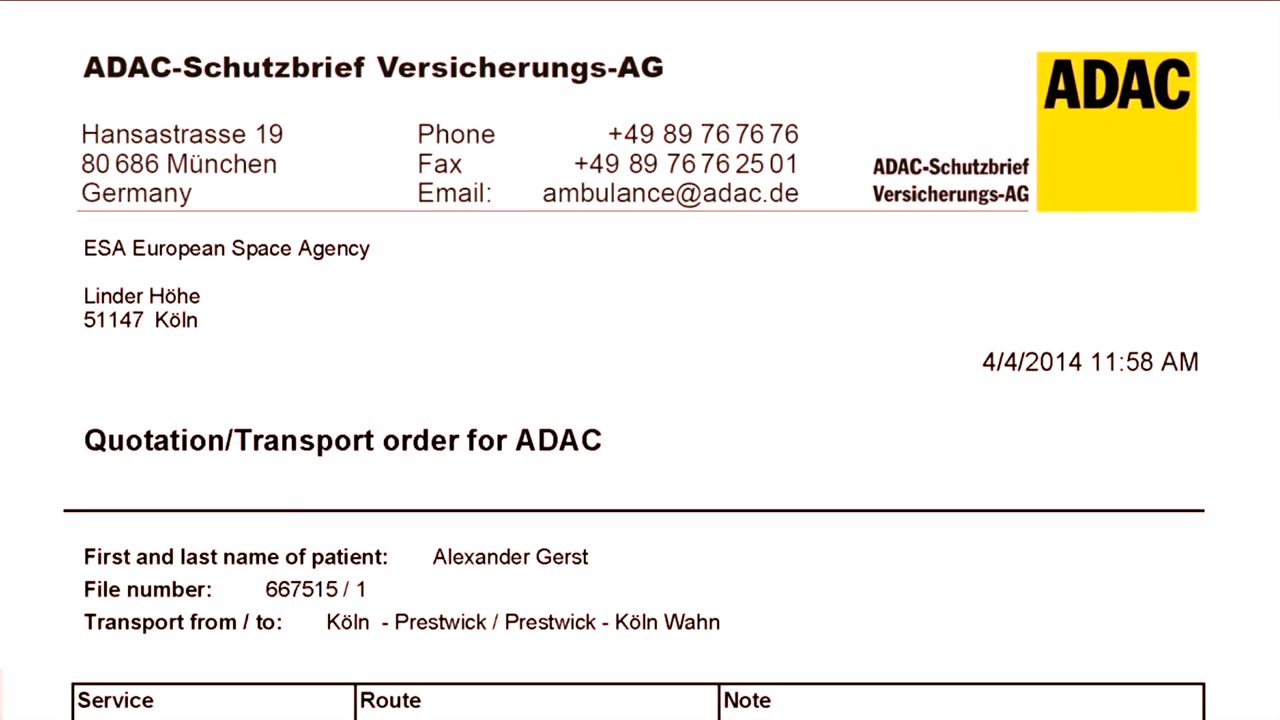 ADAC-Schutzbrief Versicherungs-AG
ADAC
Hansastrasse 19 Phone +49 89 76 76 76
80 686 München Fax +49 89 76 76 25 01
Germany Email: ambulance@adac.de
ADAC-Schutzbrief
Versicherungs-AG
ESA European Space Agency
Linder Höhe
51147 Köln
4/4/2014 11:58 AM
Quotation/Transport order for ADAC
First and last name of patient: Alexander Gerst
File number: 667515 / 1
Transport from / to: Köln - Prestwick / Prestwick - Köln Wahn
Service Route Note